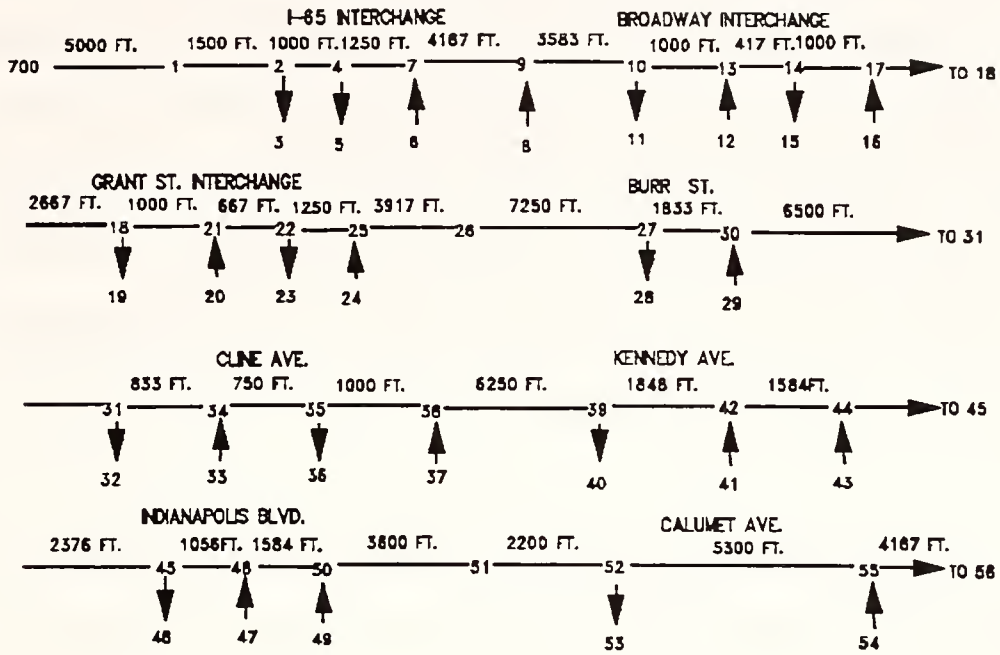 I-65 INTERCHANGE BROADWAY INTERCHANGE
5000 FT. 1500 FT. 1000 FT. 1250 FT. 4167 FT. 3583 FT. 1000 FT. 417 FT. 1000 FT.
700 1 2 4 7 9 10 13 14 17 TO 18
3 5 6 8 11 12 15 16
GRANT ST. INTERCHANGE BURR ST.
2667 FT. 1000 FT. 667 FT. 1250 FT. 3917 FT. 7250 FT. 1833 FT. 6500 FT.
18 21 22 25 26 27 30 TO 31
19 20 23 24 28 29
CLINE AVE. KENNEDY AVE.
833 FT. 750 FT. 1000 FT. 6250 FT. 1848 FT. 1584FT.
31 34 35 38 39 42 44 TO 45
32 33 36 37 40 41 43
INDIANAPOLIS BLVD. CALUMET AVE.
2376 FT. 1056FT. 1584 FT. 3800 FT. 2200 FT. 5300 FT. 4167 FT.
45 48 50 51 52 55 TO 56
46 47 49 53 54